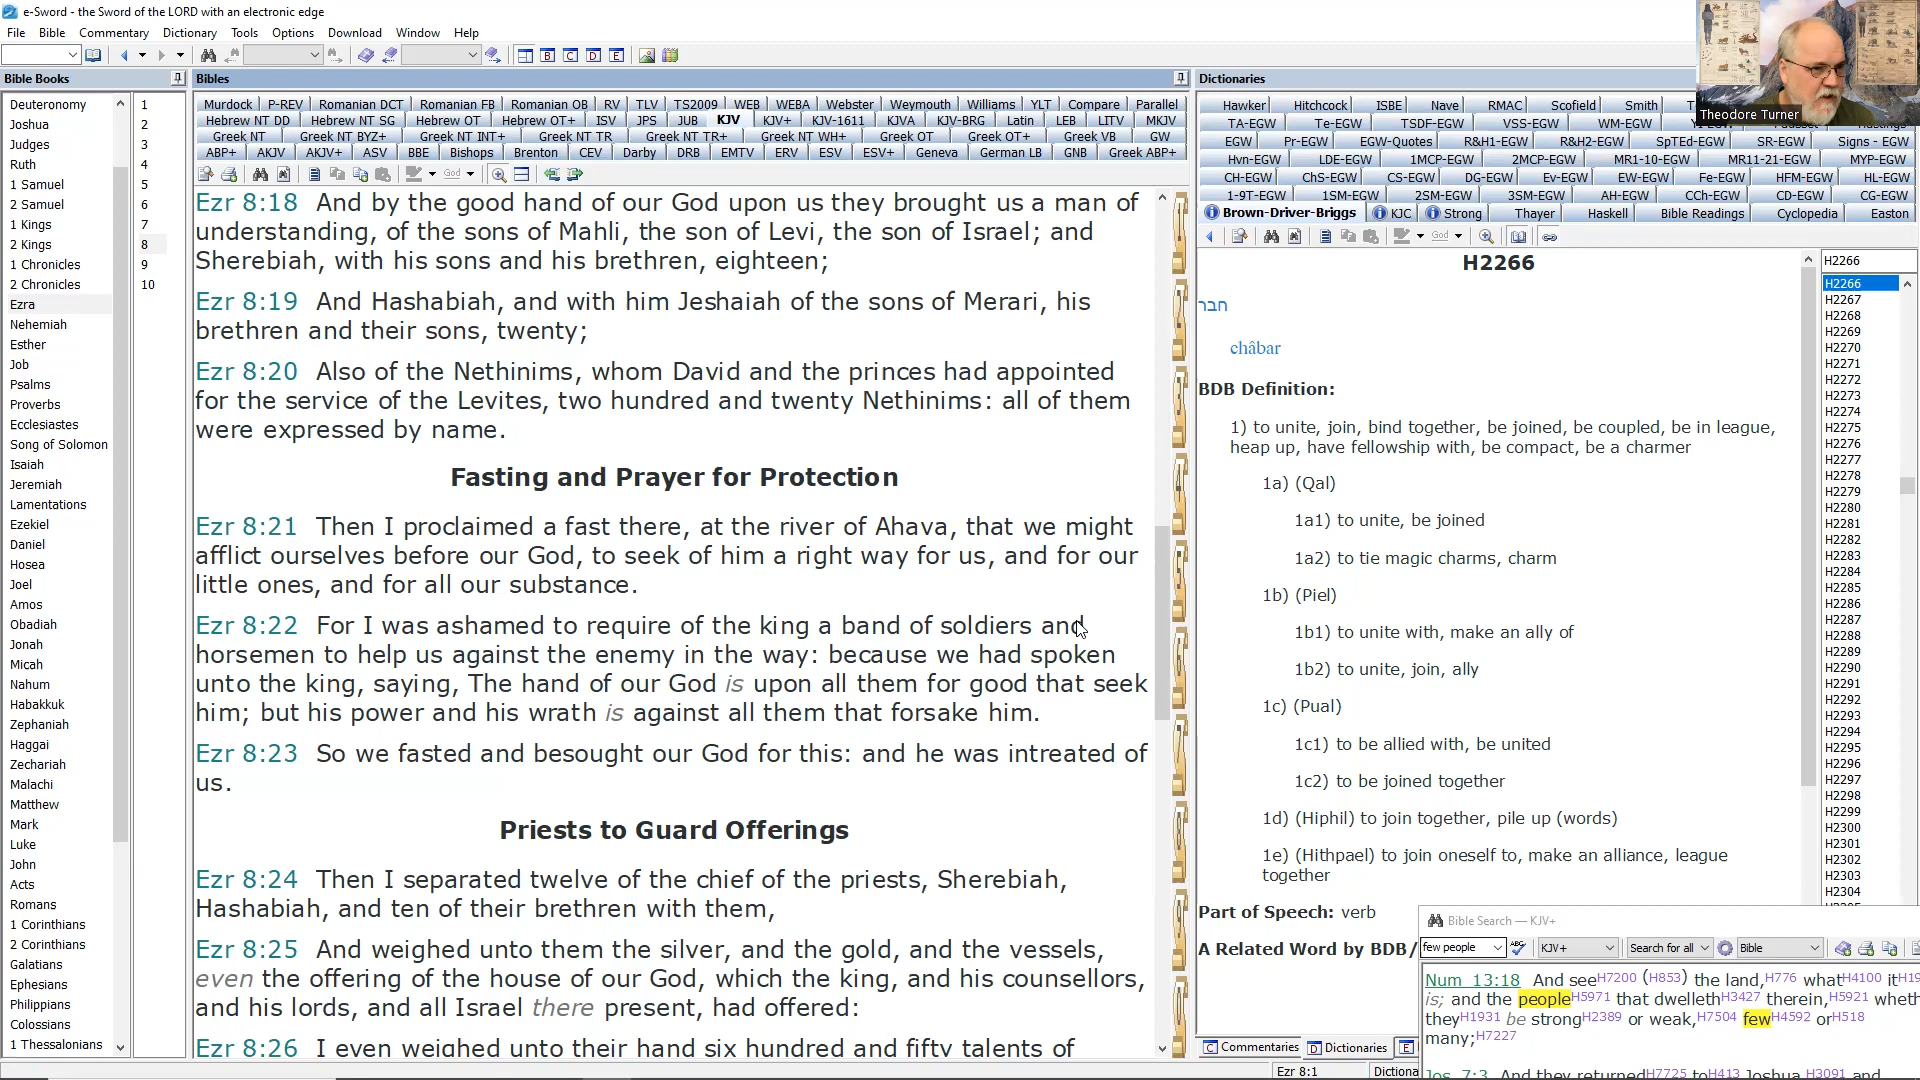 e-Sword - the Sword of the LORD with an electronic edge
File Bible Commentary Dictionary Tools Options Download Window Help
Bible Books
Deuteronomy
Joshua
Judges
Ruth
1 Samuel
2 Samuel
1 Kings
2 Kings
1 Chronicles
2 Chronicles
Ezra
Nehemiah
Esther
Job
Psalms
Proverbs
Ecclesiastes
Song of Solomon
Isaiah
Jeremiah
Lamentations
Ezekiel
Daniel
Hosea
Joel
Amos
Obadiah
Jonah
Micah
Nahum
Habakkuk
Zephaniah
Haggai
Zechariah
Malachi
Matthew
Mark
Luke
John
Acts
Romans
1 Corinthians
2 Corinthians
Galatians
Ephesians
Philippians
Colossians
1 Thessalonians
1
2
3
4
5
6
7
8
9
10
Bibles
Murdock P-REV Romanian DCT Romanian FB Romanian OB RV TLV TS2009 WEB WEBA Webster Weymouth Williams YLT Compare Parallel
Hebrew NT DD Hebrew NT SG Hebrew OT Hebrew OT+ ISV JPS JUB KJV KJV+ KJV-1611 KJVA KJV-BRG Latin LEB LITV MKJV
Greek NT Greek NT BYZ+ Greek NT INT+ Greek NT TR Greek NT TR+ Greek NT WH+ Greek OT Greek OT+ Greek VB GW
ABP+ AKJV AKJV+ ASV BBE Bishops Brenton CEV Darby DRB EMTV ERV ESV ESV+ Geneva German LB GNB Greek ABP+
God
Ezr 8:18 And by the good hand of our God upon us they brought us a man of
understanding, of the sons of Mahli, the son of Levi, the son of Israel; and
Sherebiah, with his sons and his brethren, eighteen;
Ezr 8:19 And Hashabiah, and with him Jeshaiah of the sons of Merari, his
brethren and their sons, twenty;
Ezr 8:20 Also of the Nethinims, whom David and the princes had appointed
for the service of the Levites, two hundred and twenty Nethinims: all of them
were expressed by name.
Fasting and Prayer for Protection
Ezr 8:21 Then I proclaimed a fast there, at the river of Ahava, that we might
afflict ourselves before our God, to seek of him a right way for us, and for our
little ones, and for all our substance.
Ezr 8:22 For I was ashamed to require of the king a band of soldiers and
horsemen to help us against the enemy in the way: because we had spoken
unto the king, saying, The hand of our God is upon all them for good that seek
him; but his power and his wrath is against all them that forsake him.
Ezr 8:23 So we fasted and besought our God for this: and he was intreated of
us.
Priests to Guard Offerings
Ezr 8:24 Then I separated twelve of the chief of the priests, Sherebiah,
Hashabiah, and ten of their brethren with them,
Ezr 8:25 And weighed unto them the silver, and the gold, and the vessels,
even the offering of the house of our God, which the king, and his counsellors,
and his lords, and all Israel there present, had offered:
Ezr 8:26 I even weighed unto their hand six hundred and fifty talents of
Dictionaries
Hawker Hitchcock ISBE Nave RMAC Scofield Smith
TA-EGW Te-EGW TSDF-EGW VSS-EGW WM-EGW
EGW Pr-EGW EGW-Quotes R&H1-EGW R&H2-EGW SpTEd-EGW SR-EGW Signs - EGW
Hvn-EGW LDE-EGW 1MCP-EGW 2MCP-EGW MR1-10-EGW MR11-21-EGW MYP-EGW
CH-EGW ChS-EGW CS-EGW DG-EGW Ev-EGW EW-EGW Fe-EGW HFM-EGW HL-EGW
1-9T-EGW 1SM-EGW 2SM-EGW 3SM-EGW AH-EGW CCh-EGW CD-EGW CG-EGW
Brown-Driver-Briggs KJC Strong Thayer Haskell Bible Readings Cyclopedia Easton
God
H2266
חבר
châbar
BDB Definition:
1) to unite, join, bind together, be joined, be coupled, be in league,
heap up, have fellowship with, be compact, be a charmer
1a) (Qal)
1a1) to unite, be joined
1a2) to tie magic charms, charm
1b) (Piel)
1b1) to unite with, make an ally of
1b2) to unite, join, ally
1c) (Pual)
1c1) to be allied with, be united
1c2) to be joined together
1d) (Hiphil) to join together, pile up (words)
1e) (Hithpael) to join oneself to, make an alliance, league
together
Part of Speech: verb
A Related Word by BDB/
H2266
H2266
H2267
H2268
H2269
H2270
H2271
H2272
H2273
H2274
H2275
H2276
H2277
H2278
H2279
H2280
H2281
H2282
H2283
H2284
H2285
H2286
H2287
H2288
H2289
H2290
H2291
H2292
H2293
H2294
H2295
H2296
H2297
H2298
H2299
H2300
H2301
H2302
H2303
H2304
Theodore Turner
Bible Search — KJV+
few people KJV+ Search for all Bible
Num 13:18 And seeH7200 (H853) the land,H776 whatH4100 it
is; and the peopleH5971 that dwellethH3427 therein,H5921
theyH1931 be strongH2389 or weak,H7504 fewH4592 orH518
many;H7227
Jos 7:3 And they returnedH7725 toH413 Joshua,H3091 and
Commentaries Dictionaries E
Ezr 8:1 Dictiona